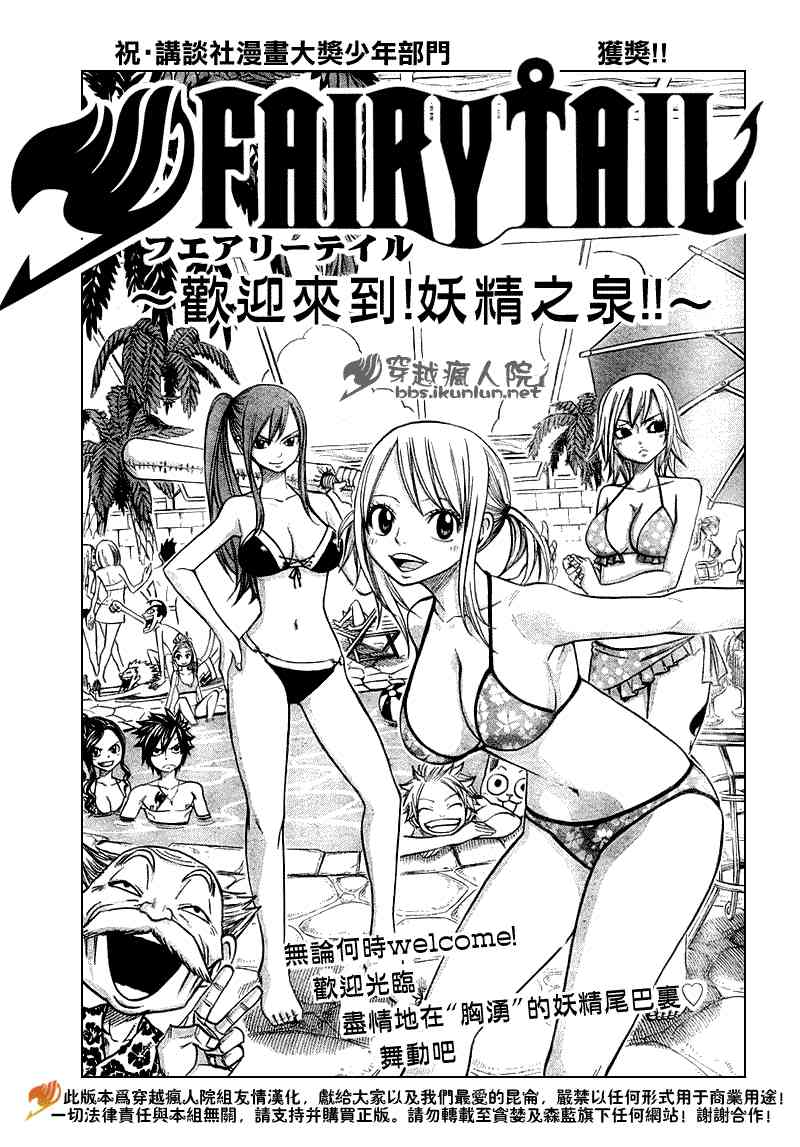 祝・講談社漫畫大獎少年部門 獲獎!!
FAIRY TAIL
フェアリーテイル
～歡迎來到!妖精之泉!!～
穿越瘋人院
bbs.ikunlun.net
無論何時welcome!
歡迎光臨
盡情地在“胸湧”的妖精尾巴裏♡
舞動吧
此版本爲穿越瘋人院組友情漢化，獻給大家以及我們最愛的昆侖，嚴禁以任何形式用于商業用途!
一切法律責任與本組無關，請支持并購買正版。請勿轉載至貪婪及森藍旗下任何網站！謝謝合作！